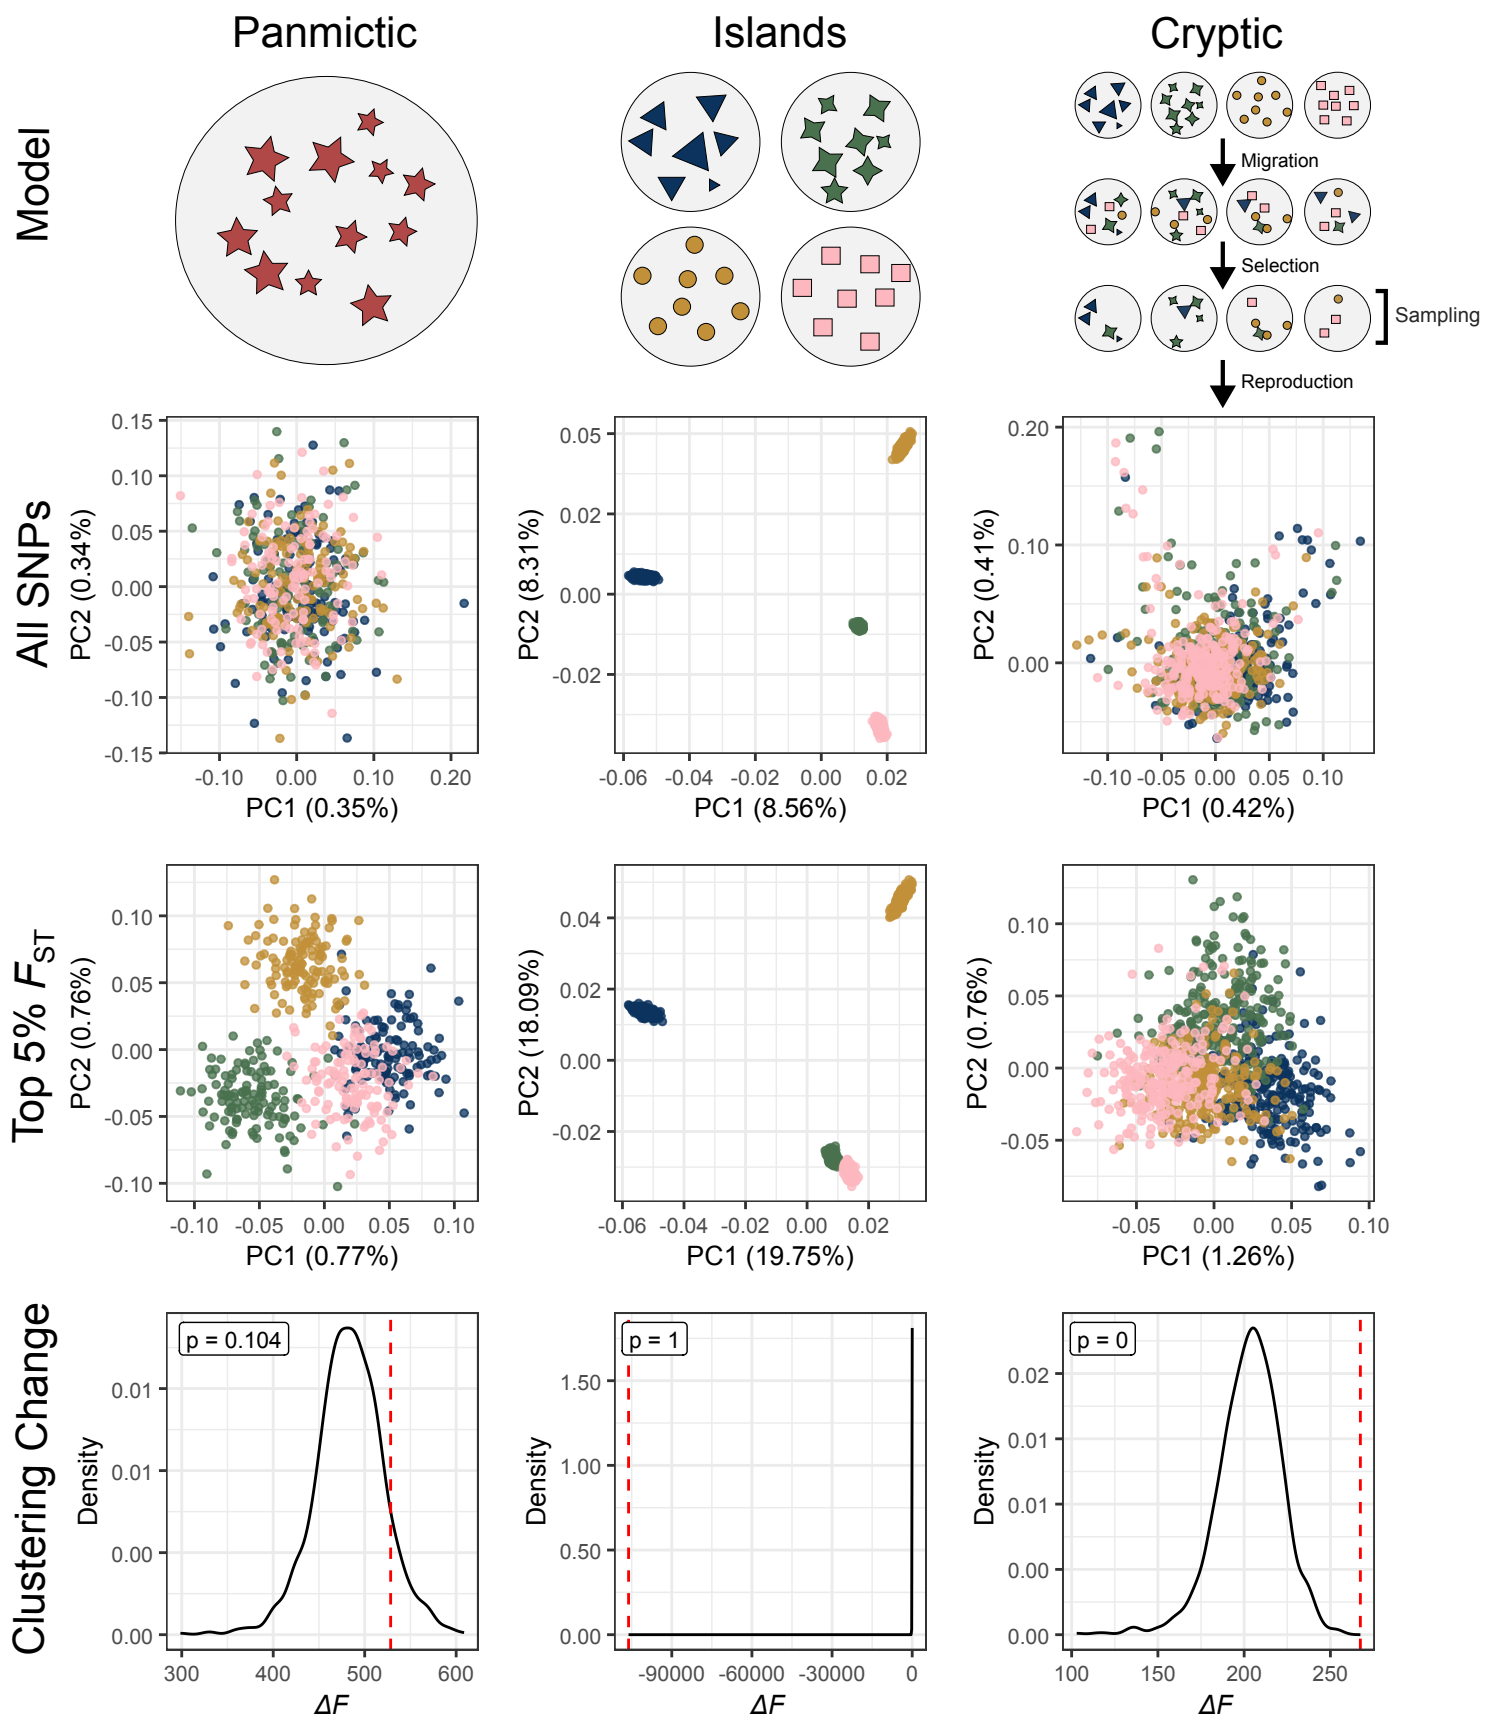 Panmictic
Islands
Cryptic
Model
Migration
Selection
Sampling
Reproduction
All SNPs
PC2 (0.34%)
0.15
0.10
0.05
0.00
-0.05
-0.10
-0.15
-0.10 0.00 0.10 0.20
PC1 (0.35%)
PC2 (8.31%)
0.05
0.02
0.00
-0.02
-0.06 -0.04 -0.02 0.00 0.02
PC1 (8.56%)
PC2 (0.41%)
0.20
0.10
0.00
-0.10 -0.05 0.00 0.05 0.10
PC1 (0.42%)
Top 5% FST
PC2 (0.76%)
0.10
0.05
0.00
-0.05
-0.10
-0.10 -0.05 0.00 0.05 0.10
PC1 (0.77%)
PC2 (18.09%)
0.04
0.02
0.00
-0.02
-0.06 -0.04 -0.02 0.00 0.02
PC1 (19.75%)
PC2 (0.76%)
0.10
0.05
0.00
-0.05
-0.05 0.00 0.05 0.10
PC1 (1.26%)
Clustering Change
Density
p = 0.104
0.01
0.01
0.00
0.00
300 400 500 600
ΔF
Density
p = 1
1.50
1.00
0.50
0.00
-90000 -60000 -30000 0
ΔF
Density
p = 0
0.02
0.01
0.01
0.00
0.00
100 150 200 250
ΔF